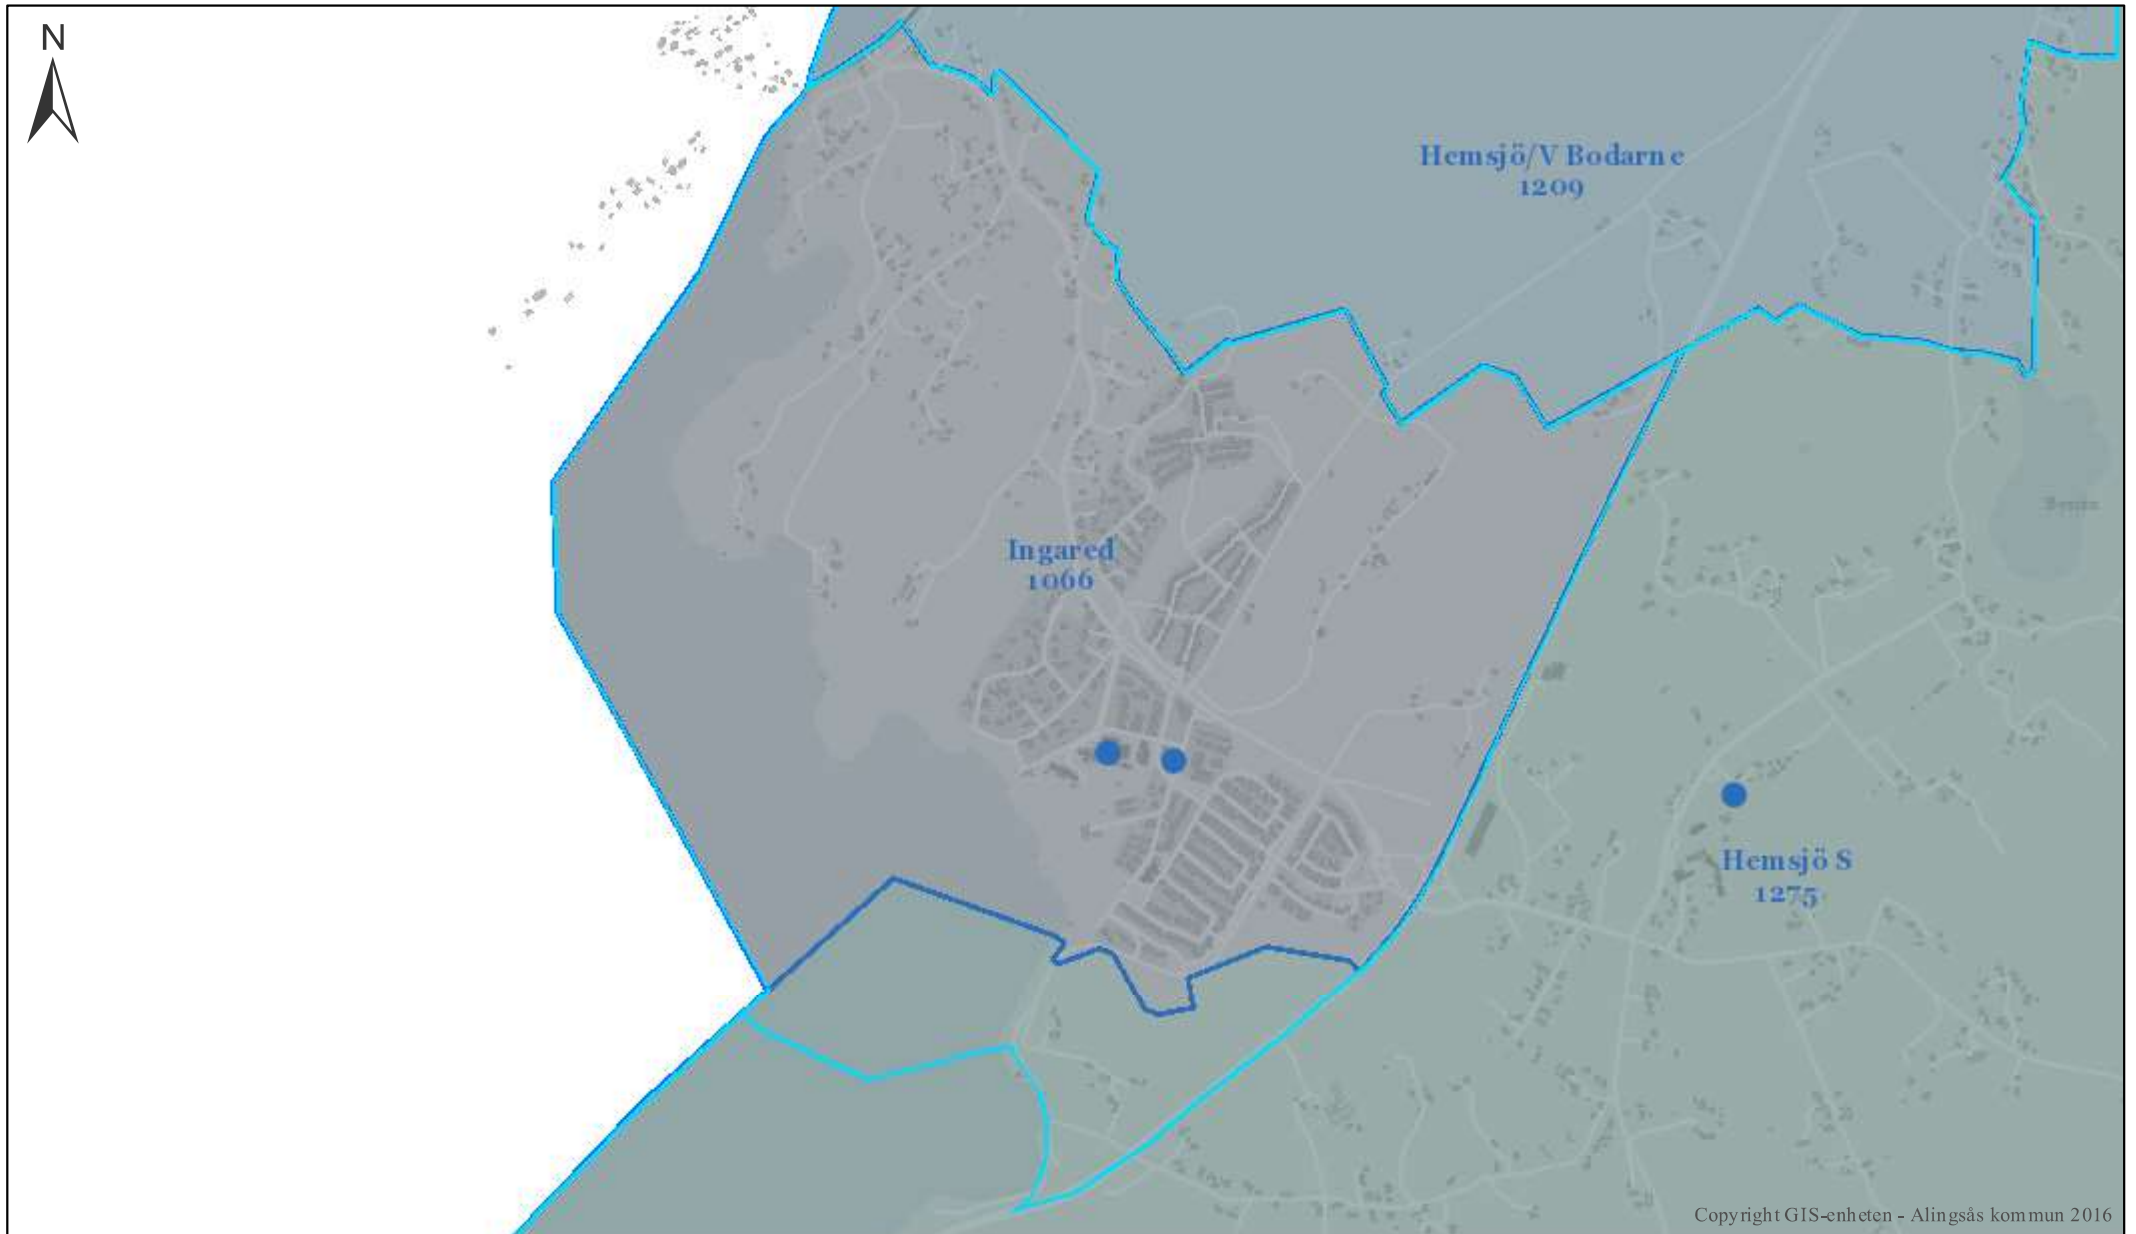 N
Hemsjö/V Bodarne
1209
Ingared
1066
Hemsjö S
1275
Copyright GIS-enheten - Alingsås kommun 2016